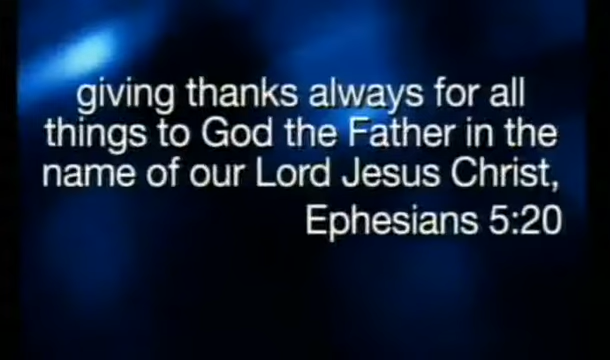 giving thanks always for all
things to God the Father in the
name of our Lord Jesus Christ,
Ephesians 5:20